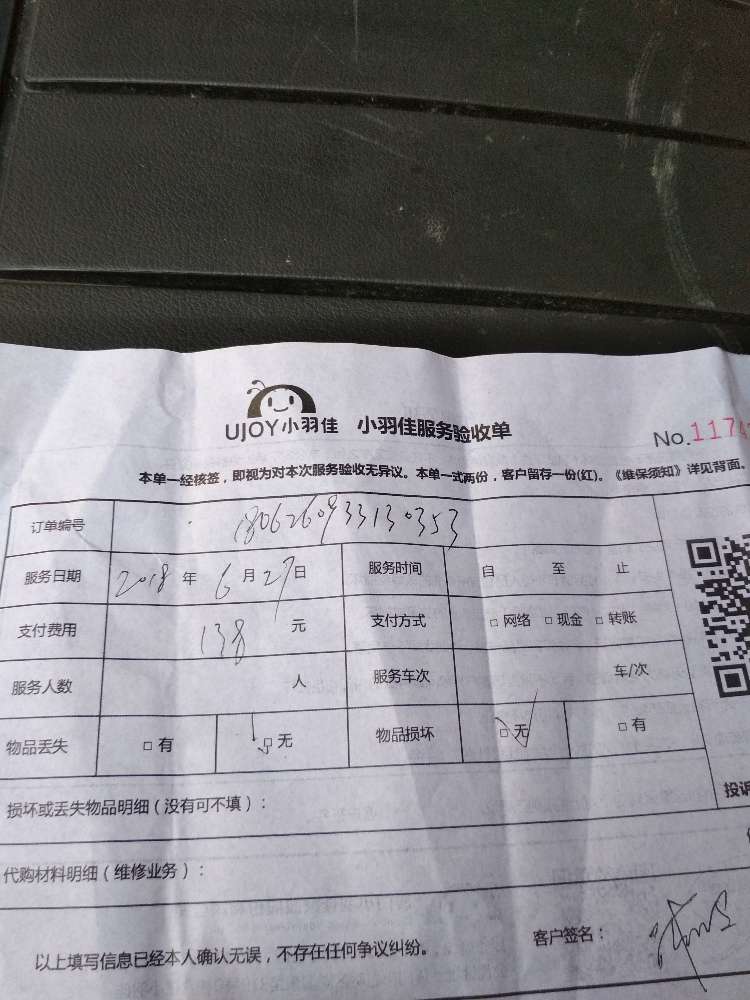 UJOY小羽佳 小羽佳服务验收单
No.1174
本单一经核签，即视为对本次服务验收无异议。本单一式两份，客户留存一份(红)。《维保须知》详见背面。
订单编号 1806260933130353
服务日期 2018 年 6 月 27 日 服务时间 自 至 止
支付费用 138 元 支付方式 □ 网络 □ 现金 □ 转账
服务人数 人 服务车次 车/次
物品丢失 □ 有 □ 无 物品损坏 □ 无 □ 有
投诉
损坏或丢失物品明细（没有可不填）：
代购材料明细（维修业务）：
以上填写信息已经本人确认无误，不存在任何争议纠纷。 客户签名：